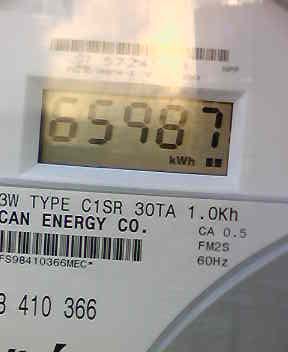 65987
kWh
3W TYPE C1SR 30TA 1.0Kh
CAN ENERGY CO.
CA 0.5
FM2S
FS98410366MEC*
60Hz
3 410 366